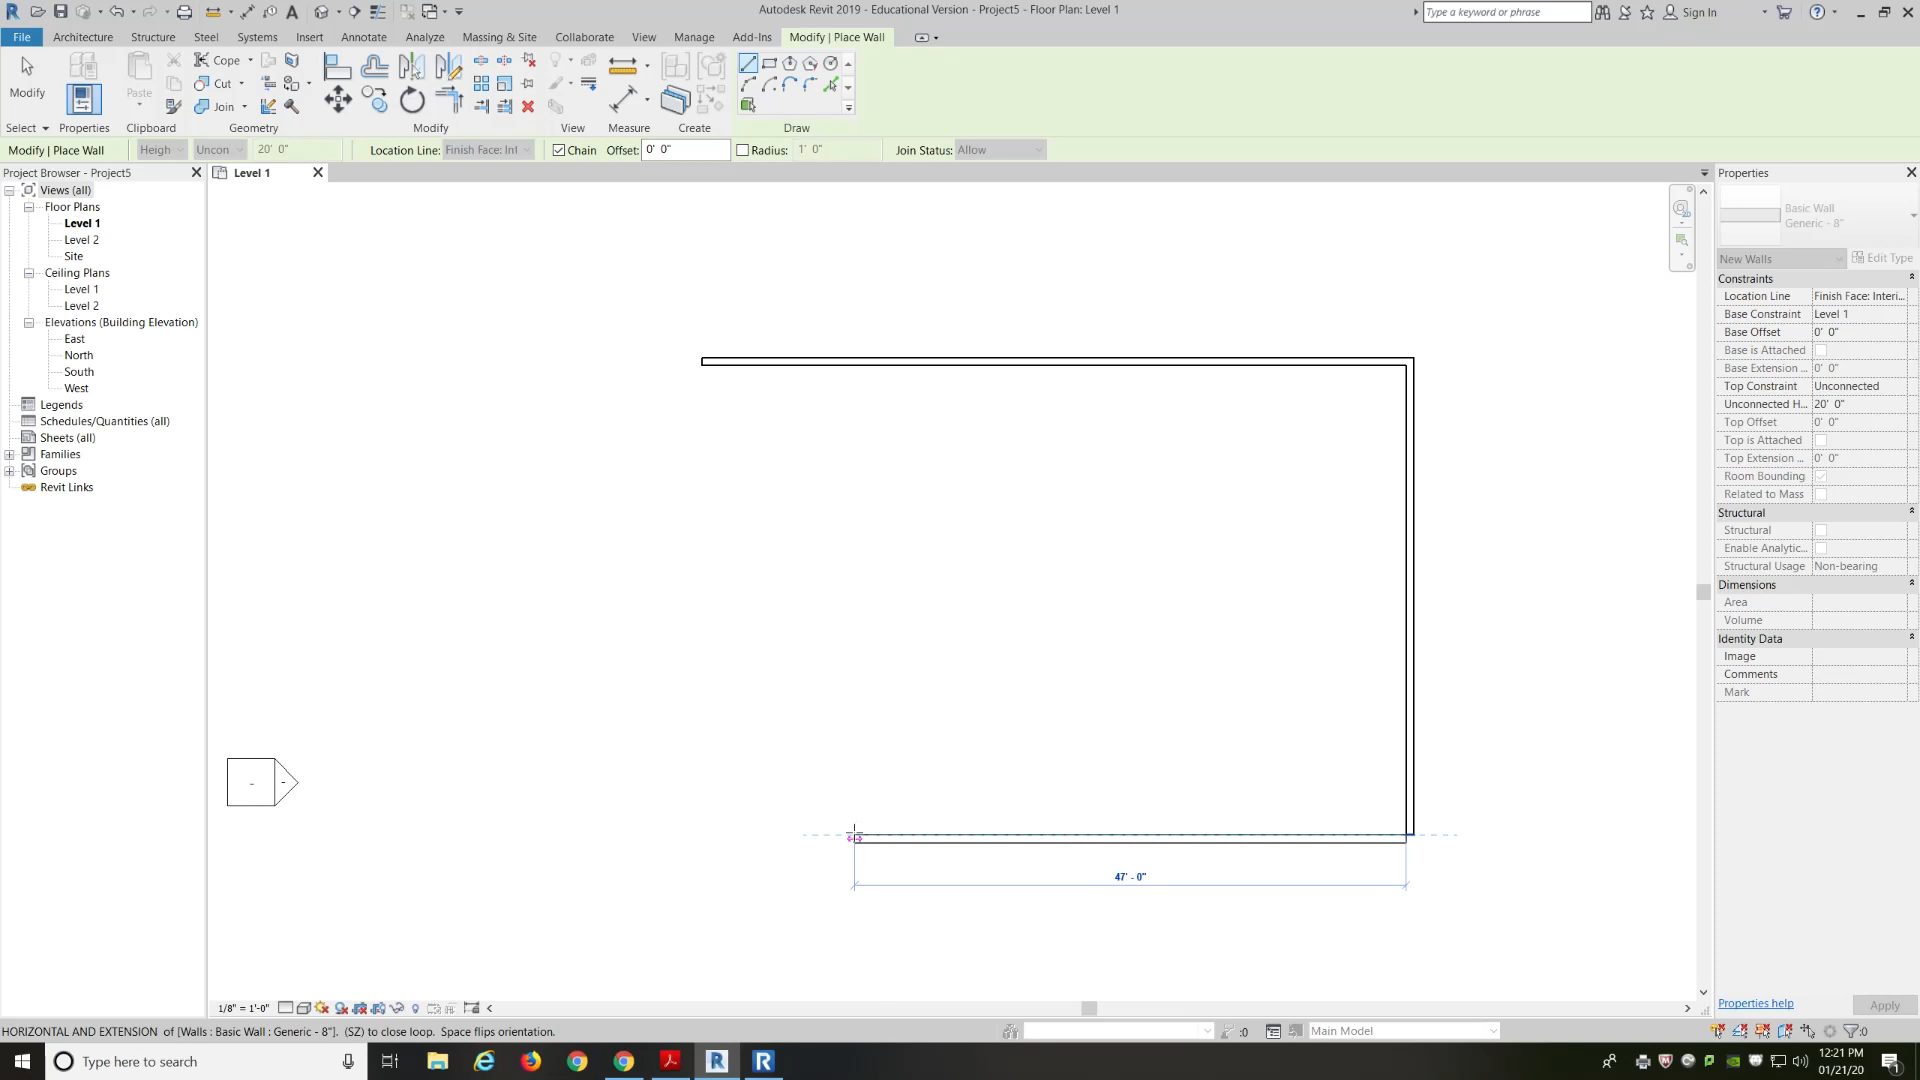 Autodesk Revit 2019 - Educational Version - Project5 - Floor Plan: Level 1
Type a keyword or phrase
Sign In
File Architecture Structure Steel Systems Insert Annotate Analyze Massing & Site Collaborate View Manage Add-Ins Modify | Place Wall
Modify
Paste
Cope
Cut
Join
Select Properties Clipboard Geometry Modify View Measure Create Draw
Modify | Place Wall Heigh Uncon 20' 0" Location Line: Finish Face: Int Chain Offset: 0' 0" Radius: 1' 0" Join Status: Allow
Project Browser - Project5
Views (all)
Floor Plans
Level 1
Level 2
Site
Ceiling Plans
Level 1
Level 2
Elevations (Building Elevation)
East
North
South
West
Legends
Schedules/Quantities (all)
Sheets (all)
Families
Groups
Revit Links
Level 1
2D
47' - 0"
Properties
Basic Wall
Generic - 8"
New Walls Edit Type
Constraints
Location Line Finish Face: Interi...
Base Constraint Level 1
Base Offset 0' 0"
Base is Attached
Base Extension ... 0' 0"
Top Constraint Unconnected
Unconnected H... 20' 0"
Top Offset 0' 0"
Top is Attached
Top Extension ... 0' 0"
Room Bounding
Related to Mass
Structural
Structural
Enable Analytic...
Structural Usage Non-bearing
Dimensions
Area
Volume
Identity Data
Image
Comments
Mark
Properties help Apply
1/8" = 1'-0"
HORIZONTAL AND EXTENSION of [Walls : Basic Wall : Generic - 8"]. (SZ) to close loop. Space flips orientation.
:0 Main Model :0
Type here to search
12:21 PM
01/21/20
1